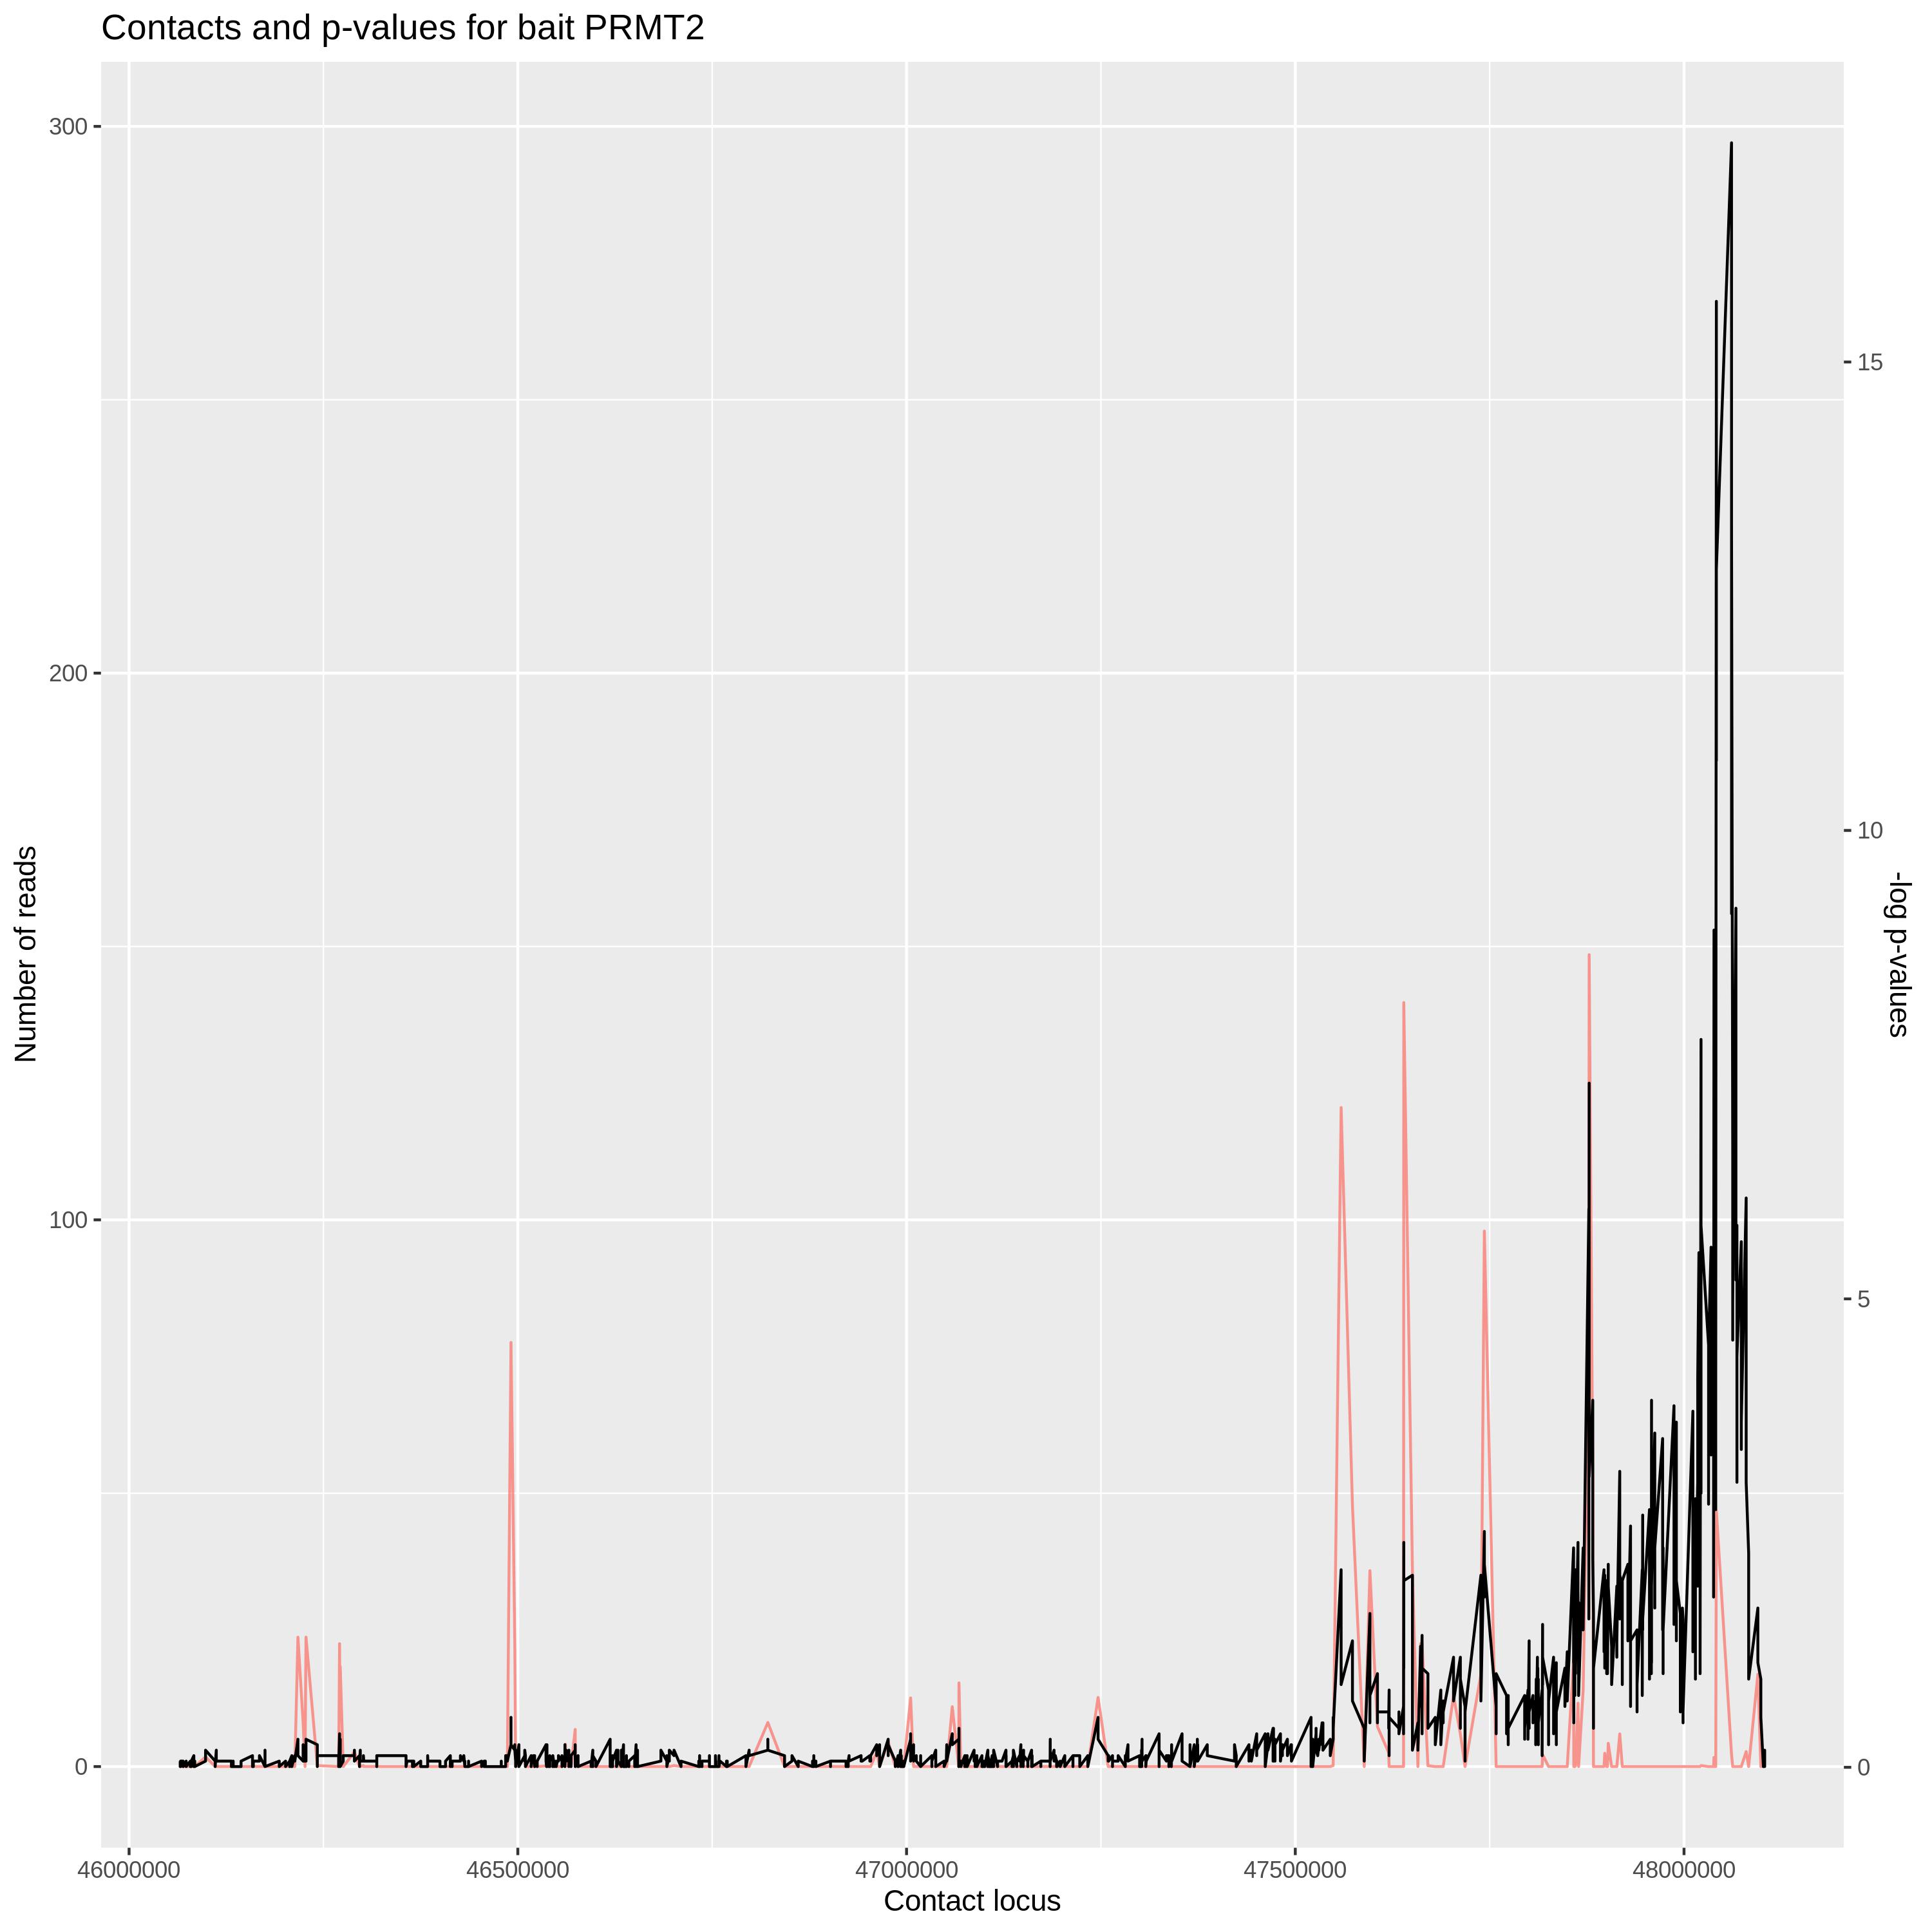 Contacts and p-values for bait PRMT2
300
200
100
0
Number of reads
15
10
5
0
-log p-values
46000000 46500000 47000000 47500000 48000000
Contact locus